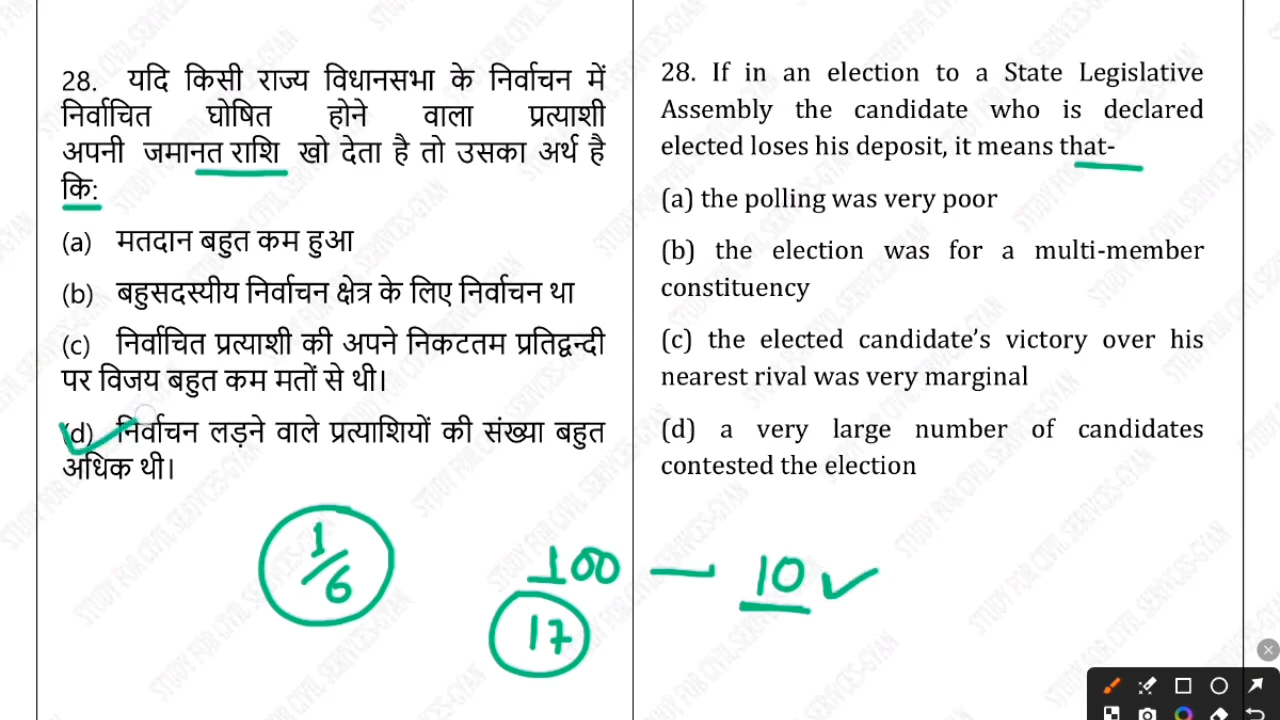 28. यदि किसी राज्य विधानसभा के निर्वाचन में
निर्वाचित घोषित होने वाला प्रत्याशी
अपनी जमानत राशि खो देता है तो उसका अर्थ है
कि:
(a) मतदान बहुत कम हुआ
(b) बहुसदस्यीय निर्वाचन क्षेत्र के लिए निर्वाचन था
(c) निर्वाचित प्रत्याशी की अपने निकटतम प्रतिद्वन्दी
पर विजय बहुत कम मतों से थी।
(d) निर्वाचन लड़ने वाले प्रत्याशियों की संख्या बहुत
अधिक थी।
1/6
100
17
28. If in an election to a State Legislative
Assembly the candidate who is declared
elected loses his deposit, it means that-
(a) the polling was very poor
(b) the election was for a multi-member
constituency
(c) the elected candidate’s victory over his
nearest rival was very marginal
(d) a very large number of candidates
contested the election
10